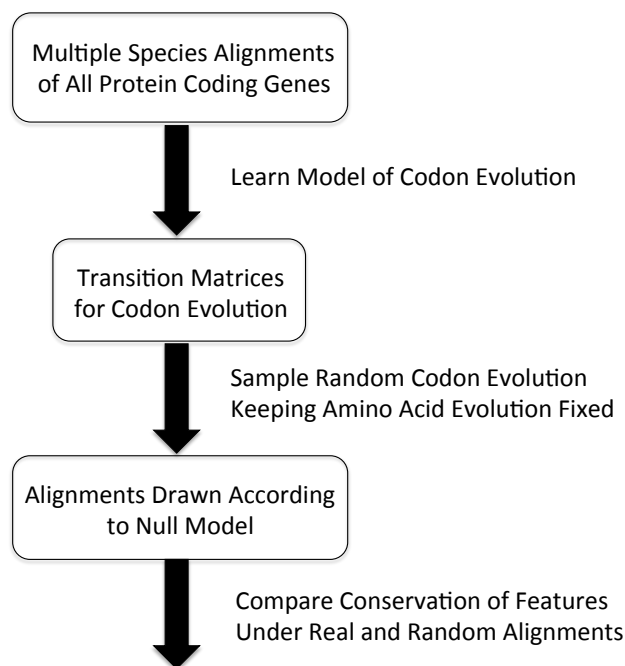 Multiple Species Alignments
of All Protein Coding Genes
Learn Model of Codon Evolution
Transition Matrices
for Codon Evolution
Sample Random Codon Evolution
Keeping Amino Acid Evolution Fixed
Alignments Drawn According
to Null Model
Compare Conservation of Features
Under Real and Random Alignments